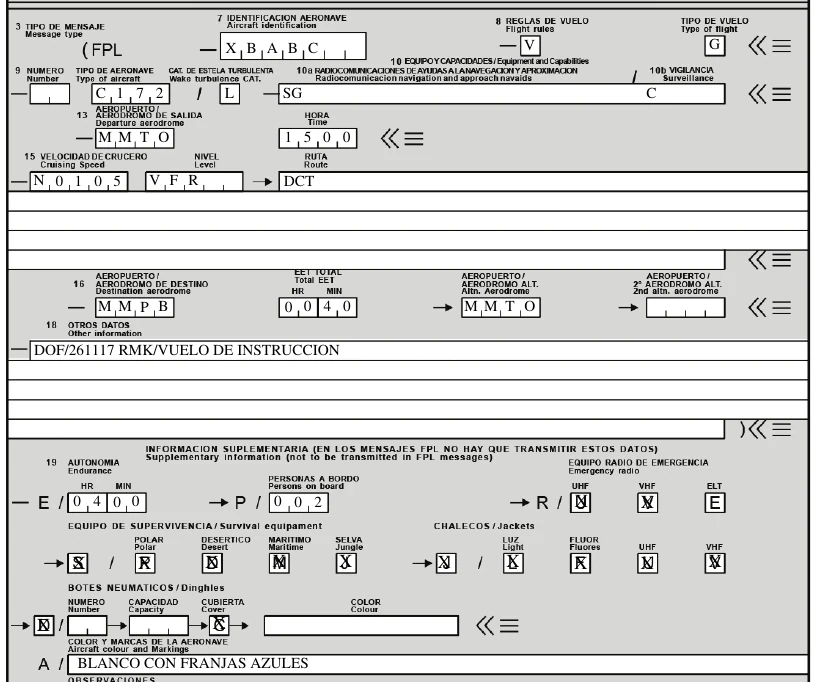 3 TIPO DE MENSAJE 7 IDENTIFICACION AERONAVE 8 REGLAS DE VUELO TIPO DE VUELO
Message type Aircraft identification Flight rules Type of flight
(FPL — XBABC — V G ≪≡
10 EQUIPO Y CAPACIDADES / Equipment and Capabilities
9 NUMERO TIPO DE AERONAVE CAT. DE ESTELA TURBULENTA 10a RADIOCOMUNICACIONES DE AYUDAS A LA NAVEGACION Y APROXIMACION / 10b VIGILANCIA
Number Type of aircraft Wake turbulence CAT. Radiocomunicacion navigation and approach navaids Surveillance
— C172 / L — SG C ≪≡
13 AEROPUERTO / AERODROMO DE SALIDA HORA
Departure aerodrome Time
— MMTO 1500 ≪≡
15 VELOCIDAD DE CRUCERO NIVEL RUTA
Cruising Speed Level Route
— N0105 VFR → DCT
≪≡
16 AEROPUERTO / AERODROMO DE DESTINO EET TOTAL AEROPUERTO / AERODROMO ALT. AEROPUERTO / 2º AERODROMO ALT.
Destination aerodrome Total EET Altn. Aerodrome 2nd altn. aerodrome
HR MIN
— MMPB 0040 → MMTO → ≪≡
18 OTROS DATOS
Other information
— DOF/261117 RMK/VUELO DE INSTRUCCION
)≪≡
INFORMACION SUPLEMENTARIA (EN LOS MENSAJES FPL NO HAY QUE TRANSMITIR ESTOS DATOS)
Supplementary information (not to be transmitted in FPL messages)
19 AUTONOMIA EQUIPO RADIO DE EMERGENCIA
Endurance Emergency radio
HR MIN PERSONAS A BORDO UHF VHF ELT
Persons on board
— E / 0400 → P / 002 → R / U V E
EQUIPO DE SUPERVIVENCIA / Survival equipament CHALECOS / Jackets
POLAR DESERTICO MARITIMO SELVA LUZ FLUOR
Polar Desert Maritime Jungle Light Fluores UHF VHF
→ S / P D M J → J / L F U V
BOTES NEUMATICOS / Dinghles
NUMERO CAPACIDAD CUBIERTA COLOR
Number Capacity Cover Colour
→ D / → → C → ≪≡
COLOR Y MARCAS DE LA AERONAVE
Aircraft colour and Markings
A / BLANCO CON FRANJAS AZULES
OBSERVACIONES